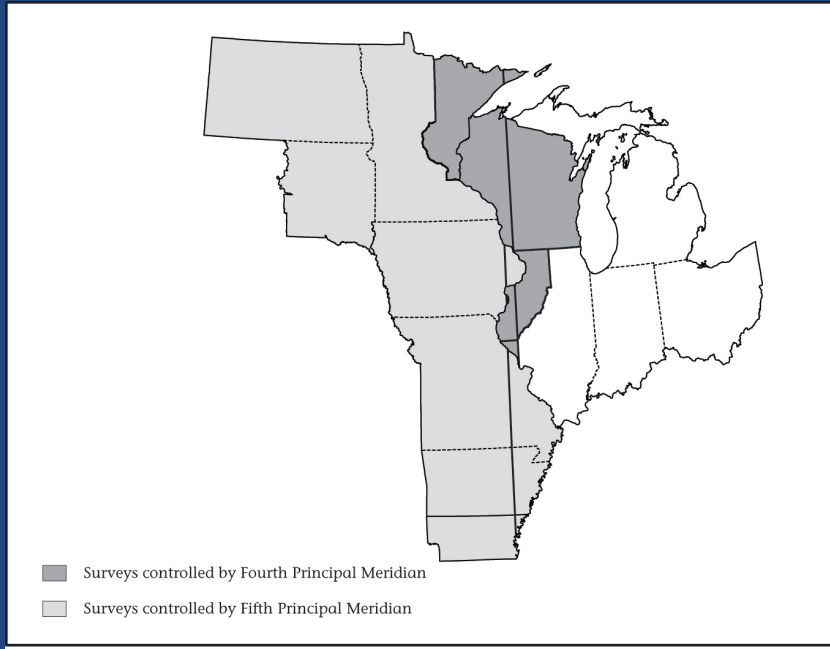 Surveys controlled by Fourth Principal Meridian
Surveys controlled by Fifth Principal Meridian